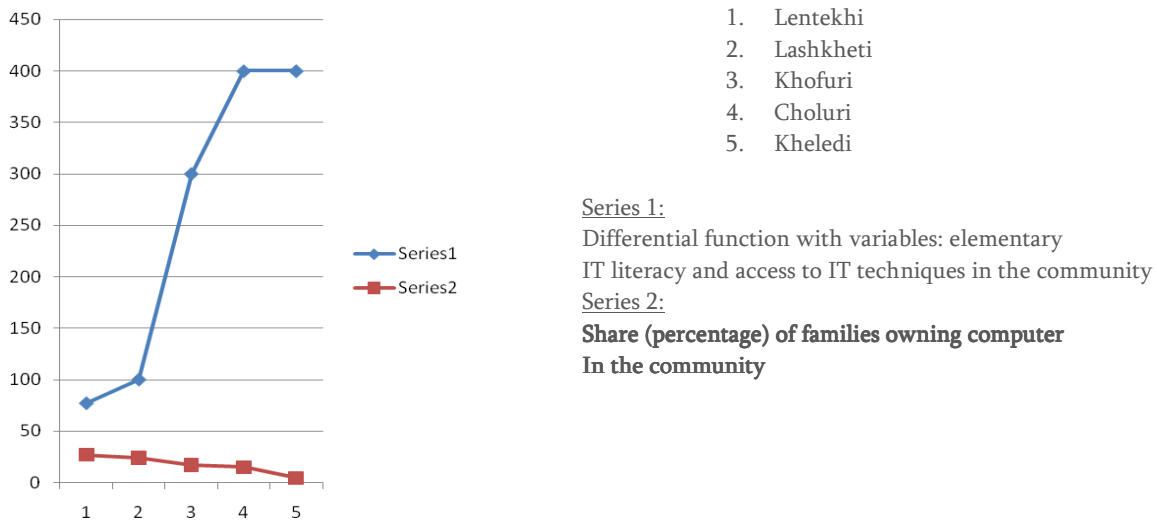 450
400
350
300
250
200
150
100
50
0
1 2 3 4 5
Series1
Series2
1. Lentekhi
2. Lashkheti
3. Khofuri
4. Choluri
5. Kheledi
Series 1:
Differential function with variables: elementary
IT literacy and access to IT techniques in the community
Series 2:
Share (percentage) of families owning computer
In the community